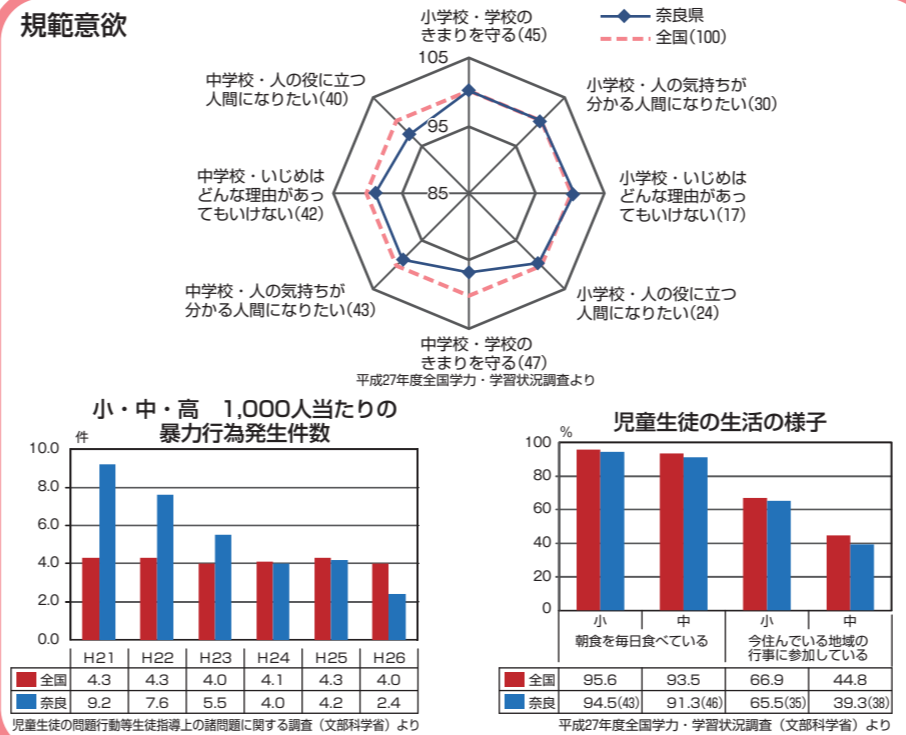 規範意欲
奈良県
全国(100)
小学校・学校の
きまりを守る(45)
小学校・人の気持ちが
分かる人間になりたい(30)
小学校・いじめは
どんな理由があっ
てもいけない(17)
小学校・人の役に立つ
人間になりたい(24)
中学校・学校の
きまりを守る(47)
中学校・人の気持ちが
分かる人間になりたい(43)
中学校・いじめは
どんな理由があっ
てもいけない(42)
中学校・人の役に立つ
人間になりたい(40)
105
95
85
平成27年度全国学力・学習状況調査より
小・中・高 1,000人当たりの
暴力行為発生件数
件
10.0
8.0
6.0
4.0
2.0
0.0
H21 H22 H23 H24 H25 H26
全国 4.3 4.3 4.0 4.1 4.3 4.0
奈良 9.2 7.6 5.5 4.0 4.2 2.4
児童生徒の問題行動等生徒指導上の諸問題に関する調査（文部科学省）より
児童生徒の生活の様子
%
100
80
60
40
20
0
小 中 小 中
朝食を毎日食べている
今住んでいる地域の
行事に参加している
全国 95.6 93.5 66.9 44.8
奈良 94.5(43) 91.3(46) 65.5(35) 39.3(38)
平成27年度全国学力・学習状況調査（文部科学省）より